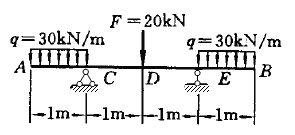 F=20kN
q=30kN/m q=30kN/m
A C D E B
1m 1m 1m 1m